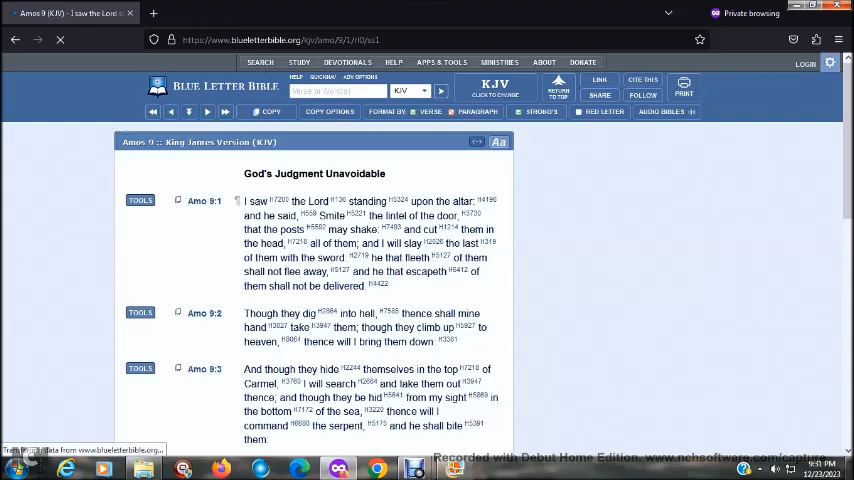 Amos 9 (KJV) - I saw the Lord s
Private browsing
https://www.blueletterbible.org/kjv/amo/9/1/rl0/ss1
SEARCH STUDY DEVOTIONALS HELP APPS & TOOLS MINISTRIES ABOUT DONATE
LOGIN
BLUE LETTER BIBLE
HELP QUICKNAV ADV. OPTIONS
Verse or Word(s)
KJV
KJV
CLICK TO CHANGE
RETURN TO TOP
LINK
CITE THIS
SHARE
FOLLOW
PRINT
COPY COPY OPTIONS FORMAT BY VERSE PARAGRAPH STRONG'S RED LETTER AUDIO BIBLES
Amos 9 :: King James Version (KJV)
Aa
God's Judgment Unavoidable
TOOLS Amo 9:1 ¶ I saw H7200 the Lord H136 standing H5324 upon the altar: H4196
and he said, H559 Smite H5221 the lintel of the door, H3730
that the posts H5592 may shake: H7493 and cut H1214 them in
the head, H7218 all of them; and I will slay H2026 the last H319
of them with the sword: H2719 he that fleeth H5127 of them
shall not flee away, H5127 and he that escapeth H6412 of
them shall not be delivered. H4422
TOOLS Amo 9:2 Though they dig H2864 into hell, H7585 thence shall mine
hand H3027 take H3947 them; though they climb up H5927 to
heaven, H8064 thence will I bring them down: H3381
TOOLS Amo 9:3 And though they hide H2244 themselves in the top H7218 of
Carmel, H3760 I will search H2664 and take them out H3947
thence; and though they be hid H5641 from my sight H5869 in
the bottom H7172 of the sea, H3220 thence will I
command H6680 the serpent, H5175 and he shall bite H5391
them:
Transferring data from www.blueletterbible.org...
Recorded with Debut Home Edition. www.nchsoftware.com/capture
9:31 PM
12/23/2023